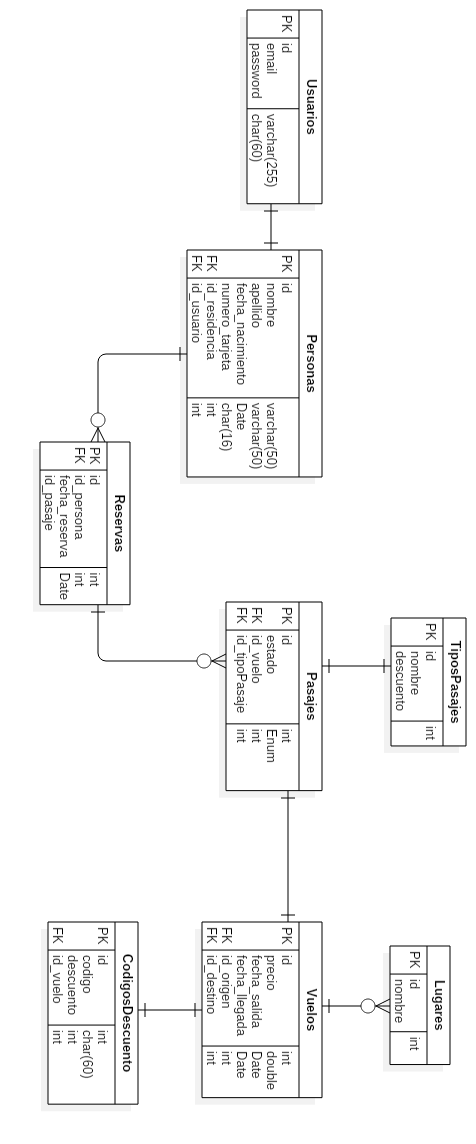 Usuarios
PK id
email varchar(255)
password char(60)
Personas
PK id
nombre varchar(50)
apellido varchar(50)
fecha_nacimiento Date
numero_tarjeta char(16)
FK id_residencia int
FK id_usuario int
Reservas
PK id int
FK id_persona int
fecha_reserva Date
id_pasaje
TiposPasajes
PK id int
nombre
descuento
Pasajes
PK id int
estado Enum
FK id_vuelo int
FK id_tipoPasaje int
Lugares
PK id int
nombre
Vuelos
PK id int
precio double
fecha_salida Date
fecha_llegada Date
FK id_origen int
FK id_destino int
CodigosDescuento
PK id int
codigo char(60)
descuento int
FK id_vuelo int